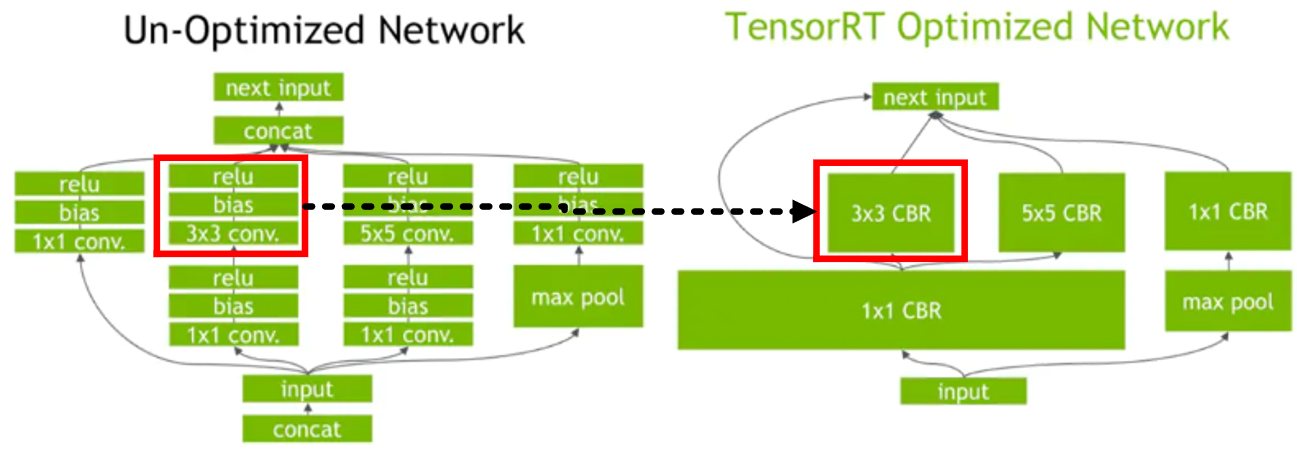 Un-Optimized Network
next input
concat
relu
bias
1x1 conv.
relu
bias
3x3 conv.
relu
bias
5x5 conv.
relu
bias
1x1 conv.
relu
bias
1x1 conv.
relu
bias
1x1 conv.
max pool
input
concat
TensorRT Optimized Network
next input
3x3 CBR
5x5 CBR
1x1 CBR
1x1 CBR
max pool
input